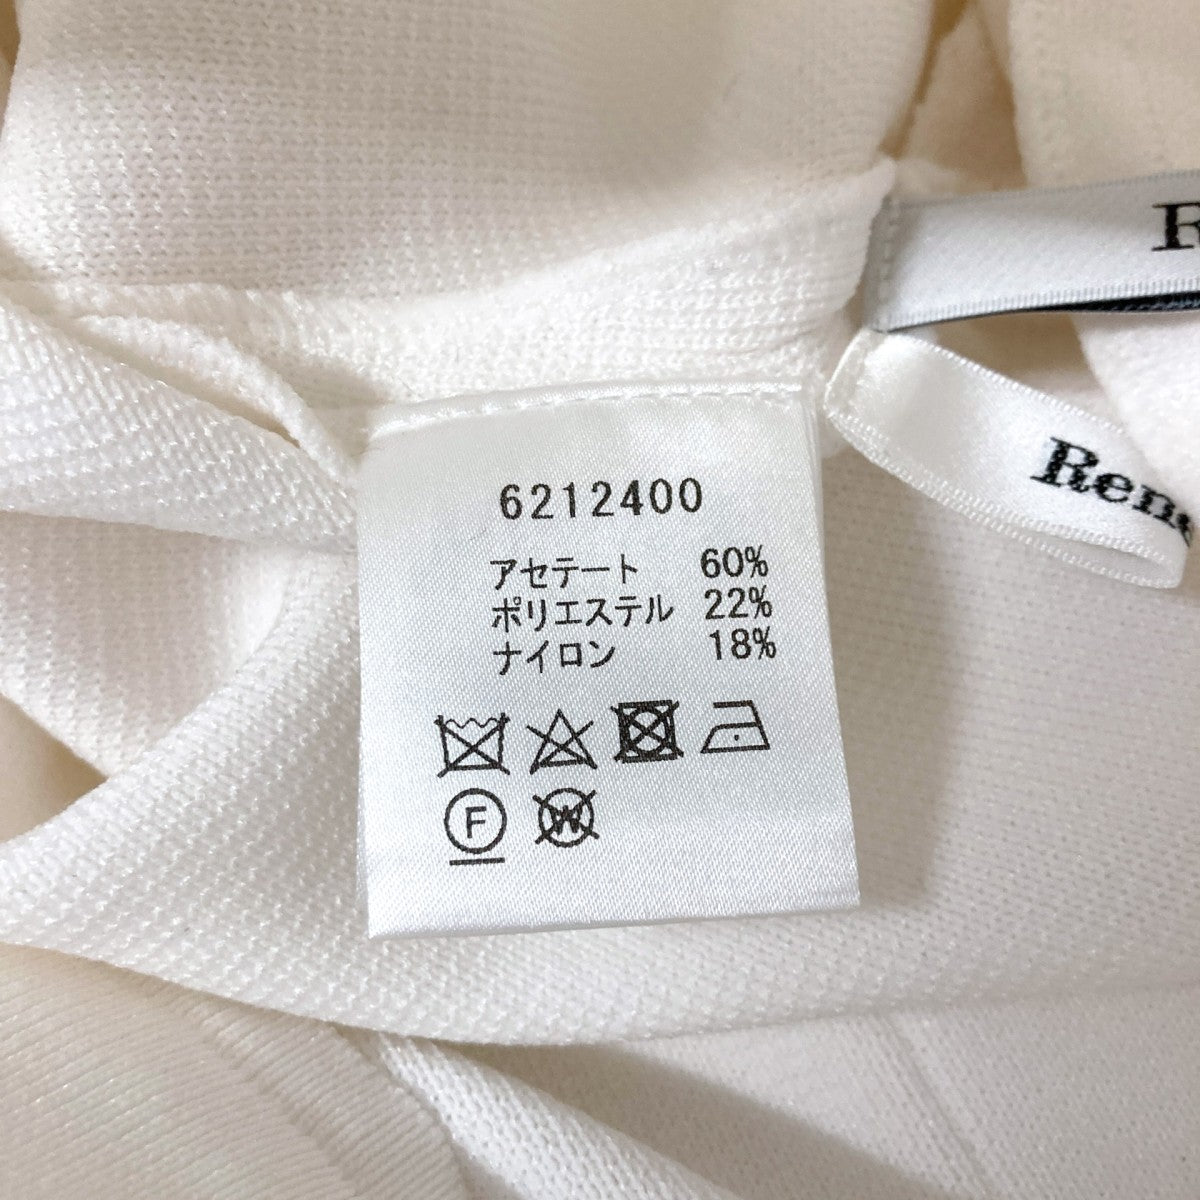 6212400
アセテート 60%
ポリエステル 22%
ナイロン 18%
F
W